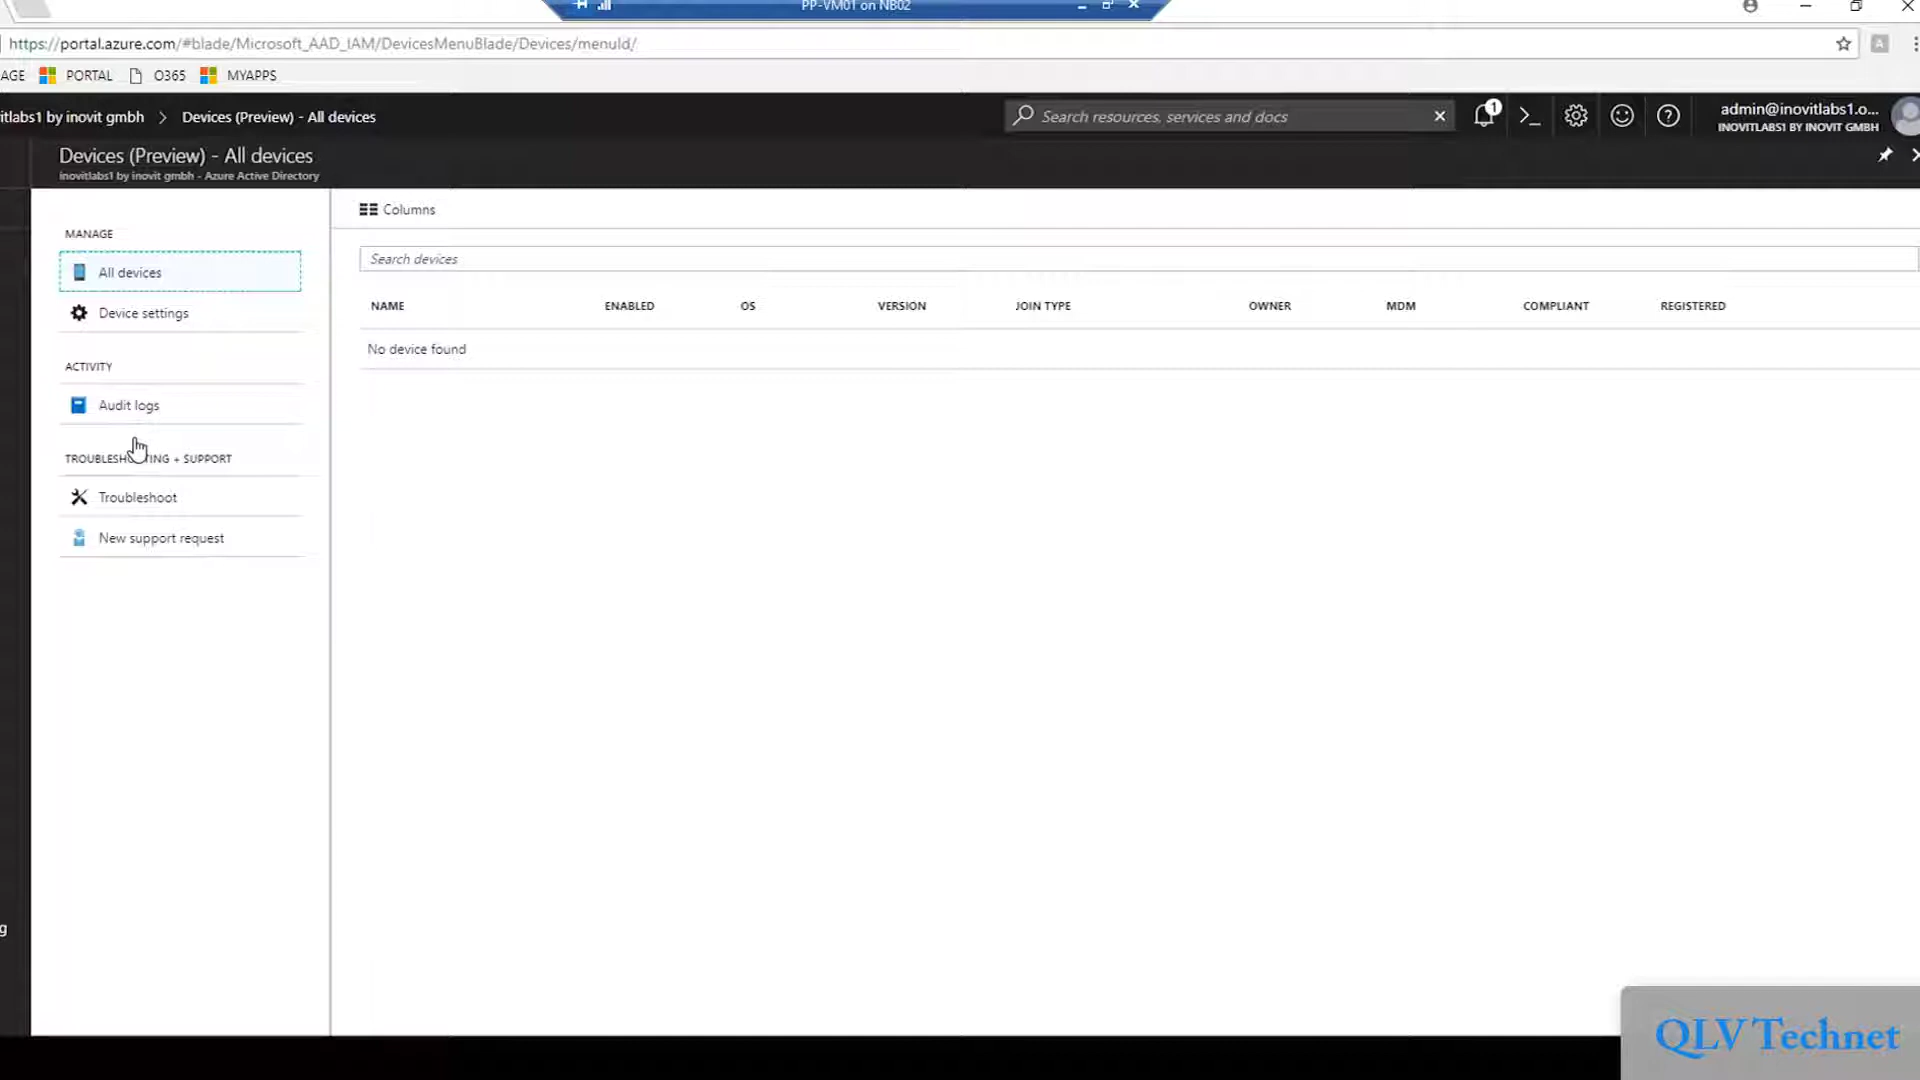 PP-VM01 on NB02
https://portal.azure.com/#blade/Microsoft_AAD_IAM/DevicesMenuBlade/Devices/menuId/
AGE PORTAL O365 MYAPPS
itlabs1 by inovit gmbh > Devices (Preview) - All devices
Search resources, services and docs
1
admin@inovitlabs1.o...
INOVITLABS1 BY INOVIT GMBH
Devices (Preview) - All devices
inovitlabs1 by inovit gmbh - Azure Active Directory
MANAGE
All devices
Device settings
ACTIVITY
Audit logs
TROUBLESHOOTING + SUPPORT
Troubleshoot
New support request
Columns
Search devices
NAME ENABLED OS VERSION JOIN TYPE OWNER MDM COMPLIANT REGISTERED
No device found
g
QLV Technet